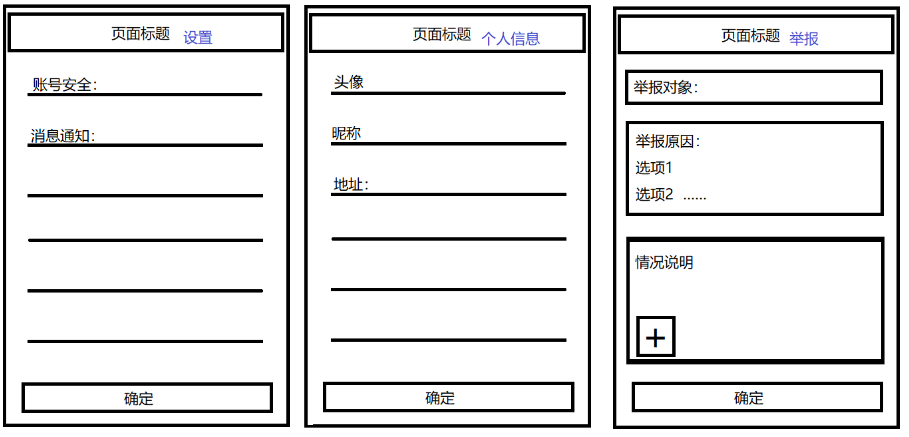 页面标题 设置
账号安全：
消息通知：
确定
页面标题 个人信息
头像
昵称
地址：
确定
页面标题 举报
举报对象：
举报原因：
选项1
选项2 ......
情况说明
+
确定